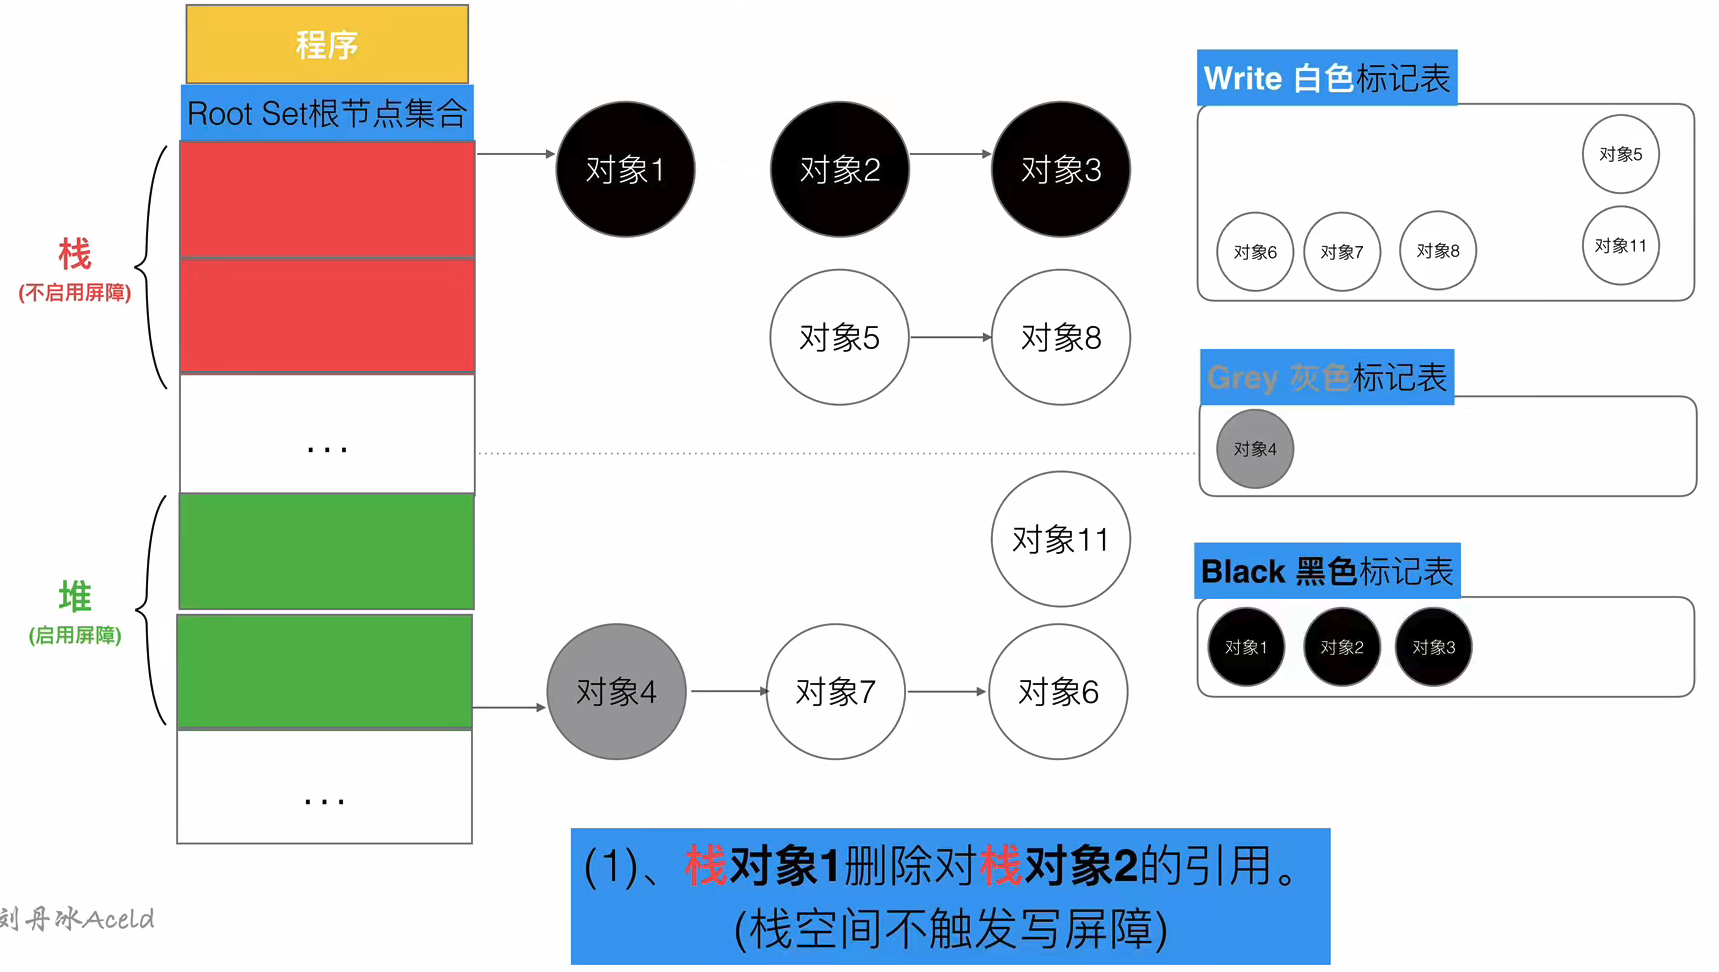 程序
Root Set根节点集合
栈
(不启用屏障)
...
堆
(启用屏障)
...
对象1
对象2
对象3
对象5
对象8
对象11
对象4
对象7
对象6
Write 白色标记表
对象5
对象6
对象7
对象8
对象11
Grey 灰色标记表
对象4
Black 黑色标记表
对象1
对象2
对象3
(1)、栈对象1删除对栈对象2的引用。
(栈空间不触发写屏障)
刘丹冰Aceld